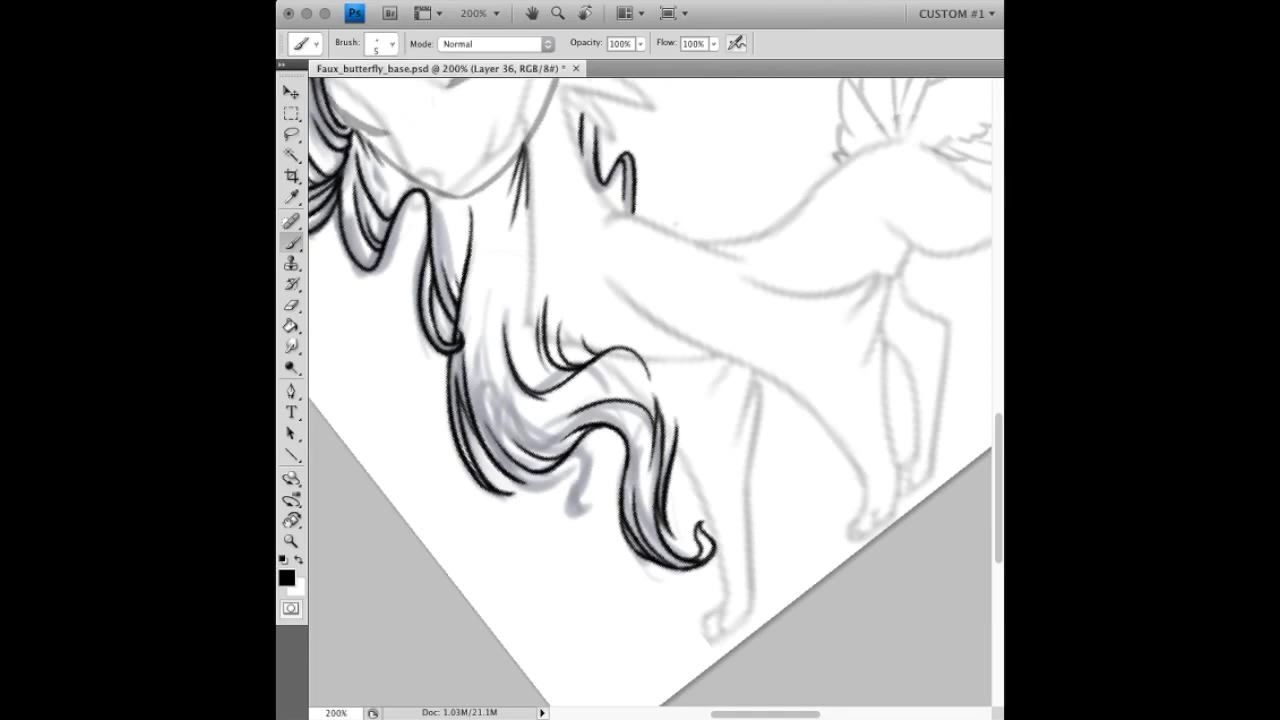 Ps Br 200% CUSTOM #1
Brush: 5 Mode: Normal Opacity: 100% Flow: 100%
Faux_butterfly_base.psd @ 200% (Layer 36, RGB/8#) *
T
200% Doc: 1.03M/21.1M